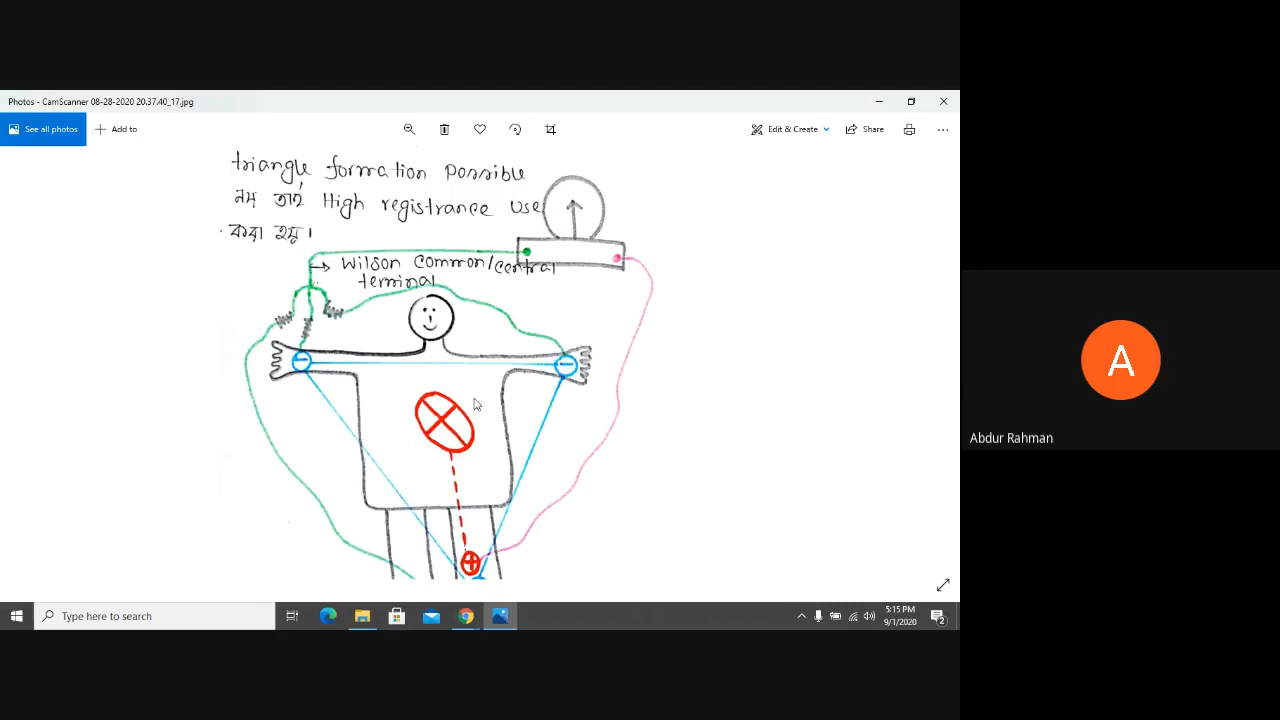 Photos - CamScanner 08-28-2020 20.37.40_17.jpg
See all photos
Add to
Edit & Create
Share
triangle formation possible
নয় তাই High registrance use
করা হয়।
Wilson common/central
terminal
Abdur Rahman
A
Type here to search
5:15 PM
9/1/2020
2